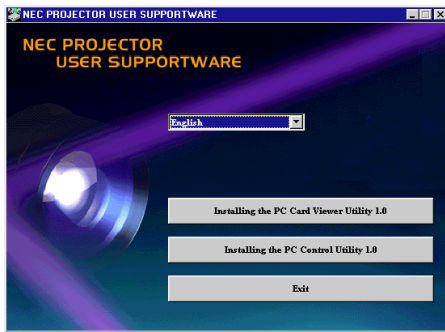 NEC PROJECTOR USER SUPPORTWARE
NEC PROJECTOR
USER SUPPORTWARE
English
Installing the PC Card Viewer Utility 1.0
Installing the PC Control Utility 1.0
Exit